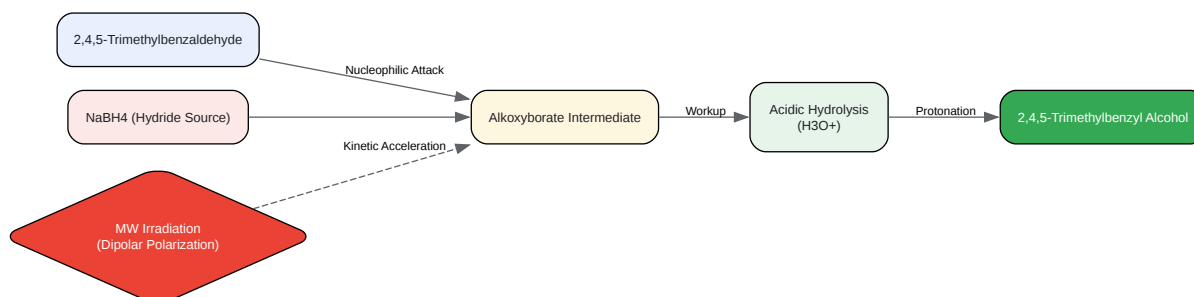 2,4,5-Trimethylbenzaldehyde
Nucleophilic Attack
NaBH4 (Hydride Source)
Alkoxyborate Intermediate
Workup
Acidic Hydrolysis
(H3O+)
Protonation
2,4,5-Trimethylbenzyl Alcohol
Kinetic Acceleration
MW Irradiation
(Dipolar Polarization)